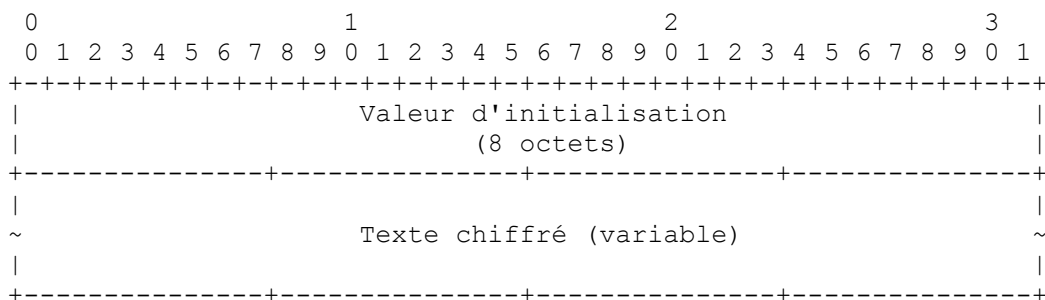 0                   1                   2                   3
 0 1 2 3 4 5 6 7 8 9 0 1 2 3 4 5 6 7 8 9 0 1 2 3 4 5 6 7 8 9 0 1
+-+-+-+-+-+-+-+-+-+-+-+-+-+-+-+-+-+-+-+-+-+-+-+-+-+-+-+-+-+-+-+-+
|                     Valeur d'initialisation                   |
|                            (8 octets)                         |
+---------------+---------------+---------------+---------------+
|                                                               |
~                     Texte chiffré (variable)                  ~
|                                                               |
+---------------+---------------+---------------+---------------+